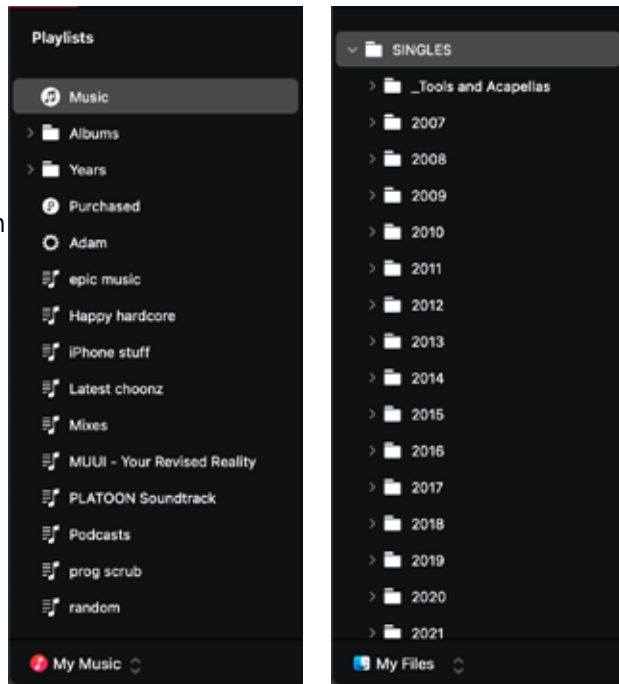 Playlists
Music
Albums
Years
Purchased
Adam
epic music
Happy hardcore
iPhone stuff
Latest choonz
Mixes
MUUI - Your Revised Reality
PLATOON Soundtrack
Podcasts
prog scrub
random
My Music
SINGLES
_Tools and Acapellas
2007
2008
2009
2010
2011
2012
2013
2014
2015
2016
2017
2018
2019
2020
2021
My Files